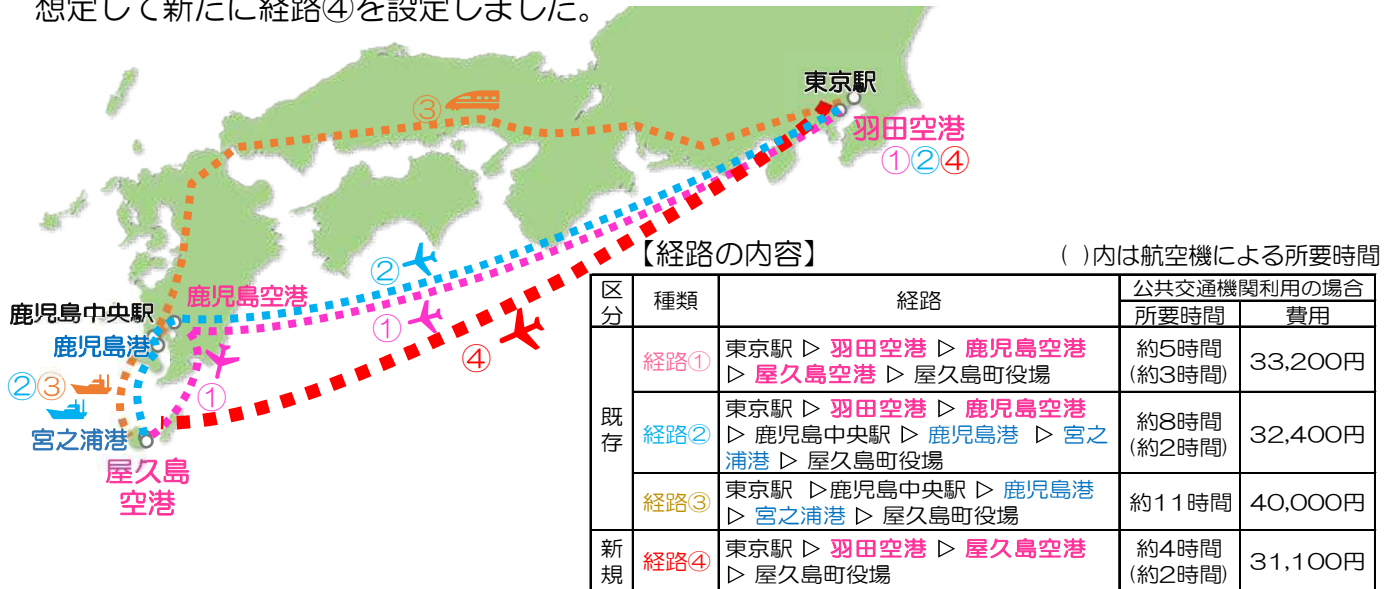 想定して新たに経路④を設定しました。
③
東京駅
羽田空港
①②④
②
鹿児島空港
鹿児島中央駅
鹿児島港
①
④
②③
①
宮之浦港
屋久島
空港
【経路の内容】
( )内は航空機による所要時間
区分
種類
経路
公共交通機関利用の場合
所要時間
費用
既存
経路①
東京駅 ▷ 羽田空港 ▷ 鹿児島空港
▷ 屋久島空港 ▷ 屋久島町役場
約5時間
(約3時間)
33,200円
経路②
東京駅 ▷ 羽田空港 ▷ 鹿児島空港
▷ 鹿児島中央駅 ▷ 鹿児島港 ▷ 宮之
浦港 ▷ 屋久島町役場
約8時間
(約2時間)
32,400円
経路③
東京駅 ▷鹿児島中央駅 ▷ 鹿児島港
▷ 宮之浦港 ▷ 屋久島町役場
約11時間
40,000円
新規
経路④
東京駅 ▷ 羽田空港 ▷ 屋久島空港
▷ 屋久島町役場
約4時間
(約2時間)
31,100円